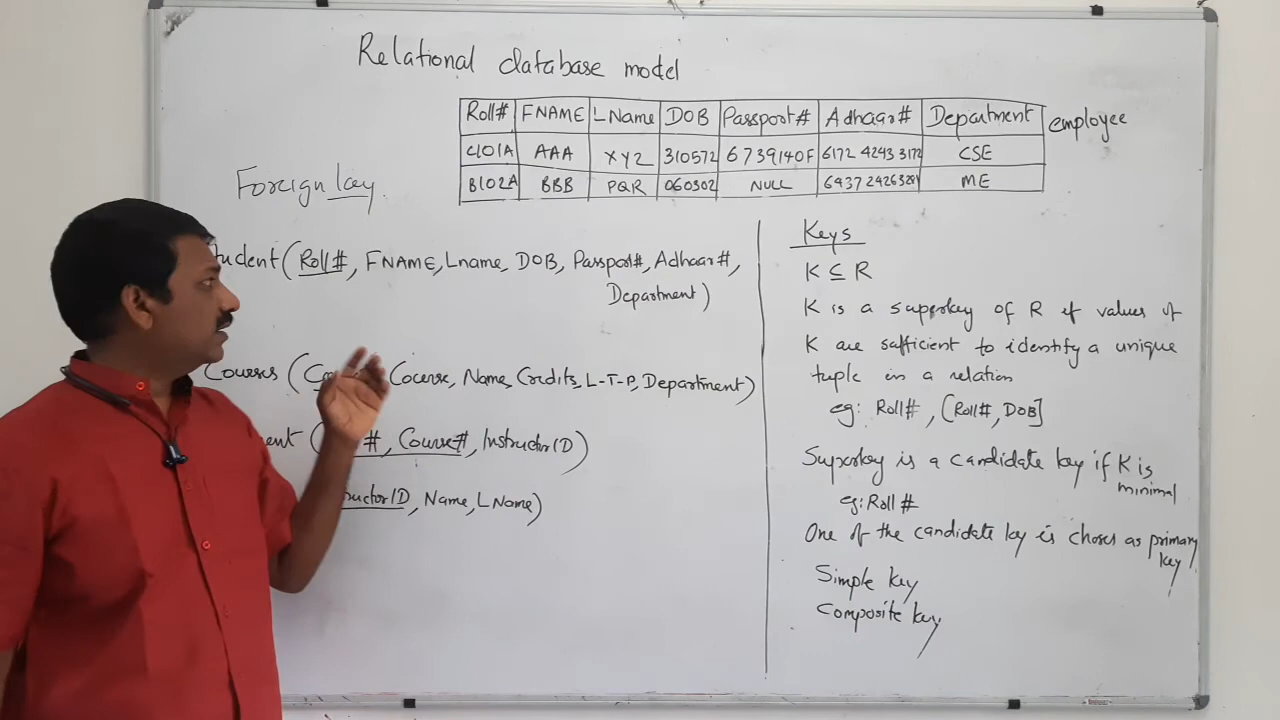 Relational database model
Roll# FNAME LName DOB Passport# Adhaar# Department employee
C101A AAA XYZ 310572 6739140F 6172 4243 3172 CSE
B102A BBB PQR 060302 NULL ME
Foreign key
Student (Roll#, FNAME, Lname, DOB, Passport#, Adhaar#,
Department)
Courses ( Cocerse, Name, Credits, L-T-P, Department)
#, Course#, InstructorID)
Name, LName)
Keys
K ⊆ R
K is a superkey of R if values of
K are sufficient to identify a unique
tuple in a relation
eg: Roll#, [Roll#, DOB]
Superkey is a candidate key if K is
minimal
eg: Roll#
One of the candidate key is choses as primary
key
Simple key
Composite key